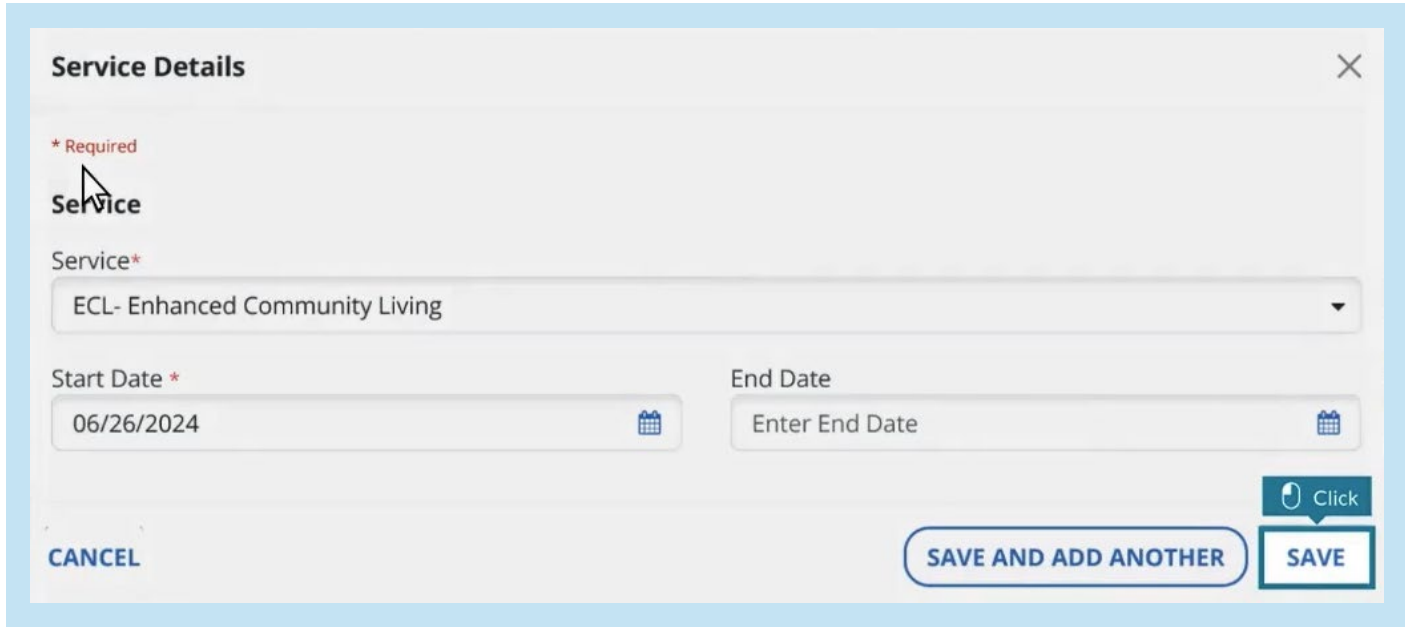 Service Details
* Required
Service
Service*
ECL- Enhanced Community Living
Start Date * End Date
06/26/2024 Enter End Date
Click
CANCEL SAVE AND ADD ANOTHER SAVE